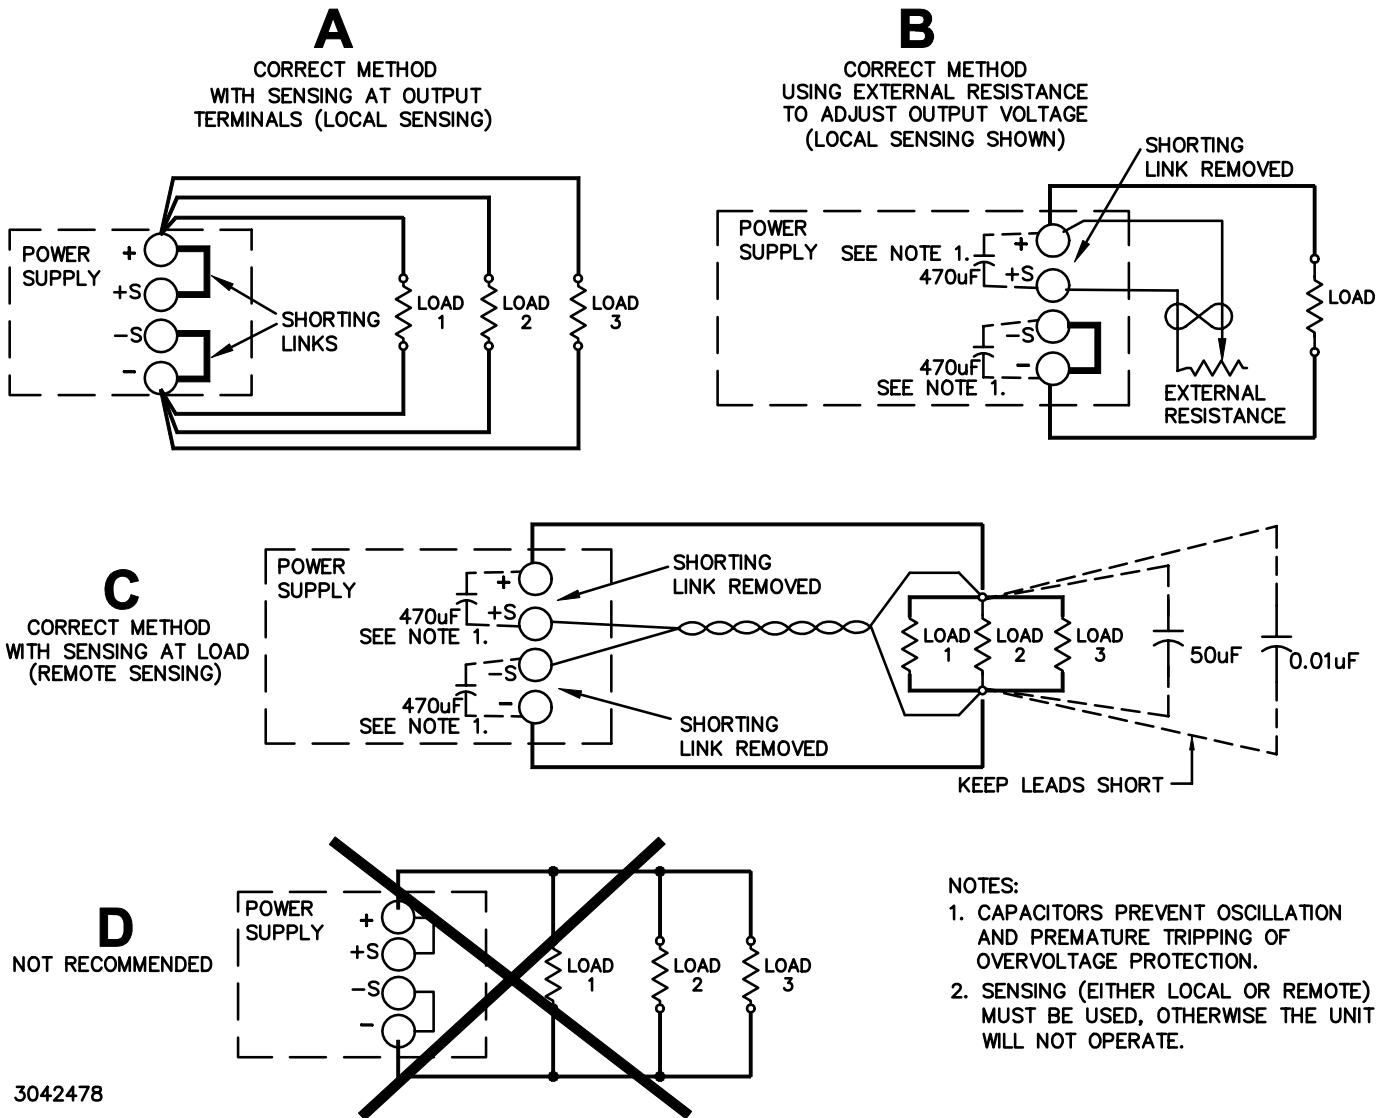 A
CORRECT METHOD
WITH SENSING AT OUTPUT
TERMINALS (LOCAL SENSING)
POWER
SUPPLY
+
+S
-S
-
SHORTING
LINKS
LOAD
1
LOAD
2
LOAD
3
B
CORRECT METHOD
USING EXTERNAL RESISTANCE
TO ADJUST OUTPUT VOLTAGE
(LOCAL SENSING SHOWN)
SHORTING
LINK REMOVED
POWER
SUPPLY
SEE NOTE 1.
470uF
+
+S
-S
-
470uF
SEE NOTE 1.
EXTERNAL
RESISTANCE
LOAD
C
CORRECT METHOD
WITH SENSING AT LOAD
(REMOTE SENSING)
POWER
SUPPLY
+
+S
470uF
SEE NOTE 1.
-S
-
470uF
SEE NOTE 1.
SHORTING
LINK REMOVED
SHORTING
LINK REMOVED
LOAD
1
LOAD
2
LOAD
3
50uF
0.01uF
KEEP LEADS SHORT
D
NOT RECOMMENDED
POWER
SUPPLY
+
+S
-S
-
LOAD
1
LOAD
2
LOAD
3
NOTES:
1. CAPACITORS PREVENT OSCILLATION
AND PREMATURE TRIPPING OF
OVERVOLTAGE PROTECTION.
2. SENSING (EITHER LOCAL OR REMOTE)
MUST BE USED, OTHERWISE THE UNIT
WILL NOT OPERATE.
3042478